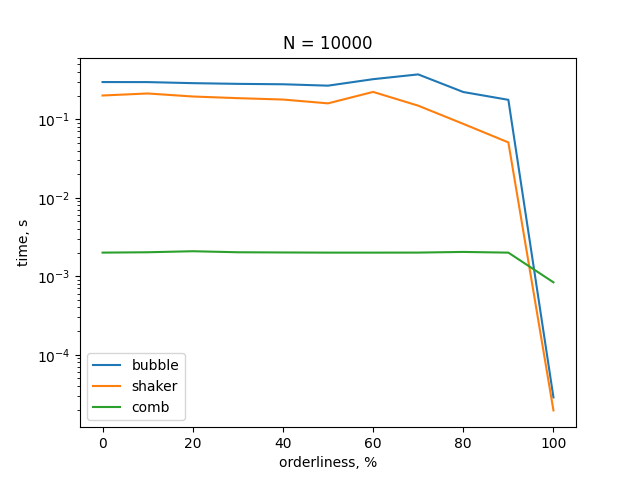 N = 10000
time, s
10⁻¹
10⁻²
10⁻³
10⁻⁴
bubble
shaker
comb
0 20 40 60 80 100
orderliness, %